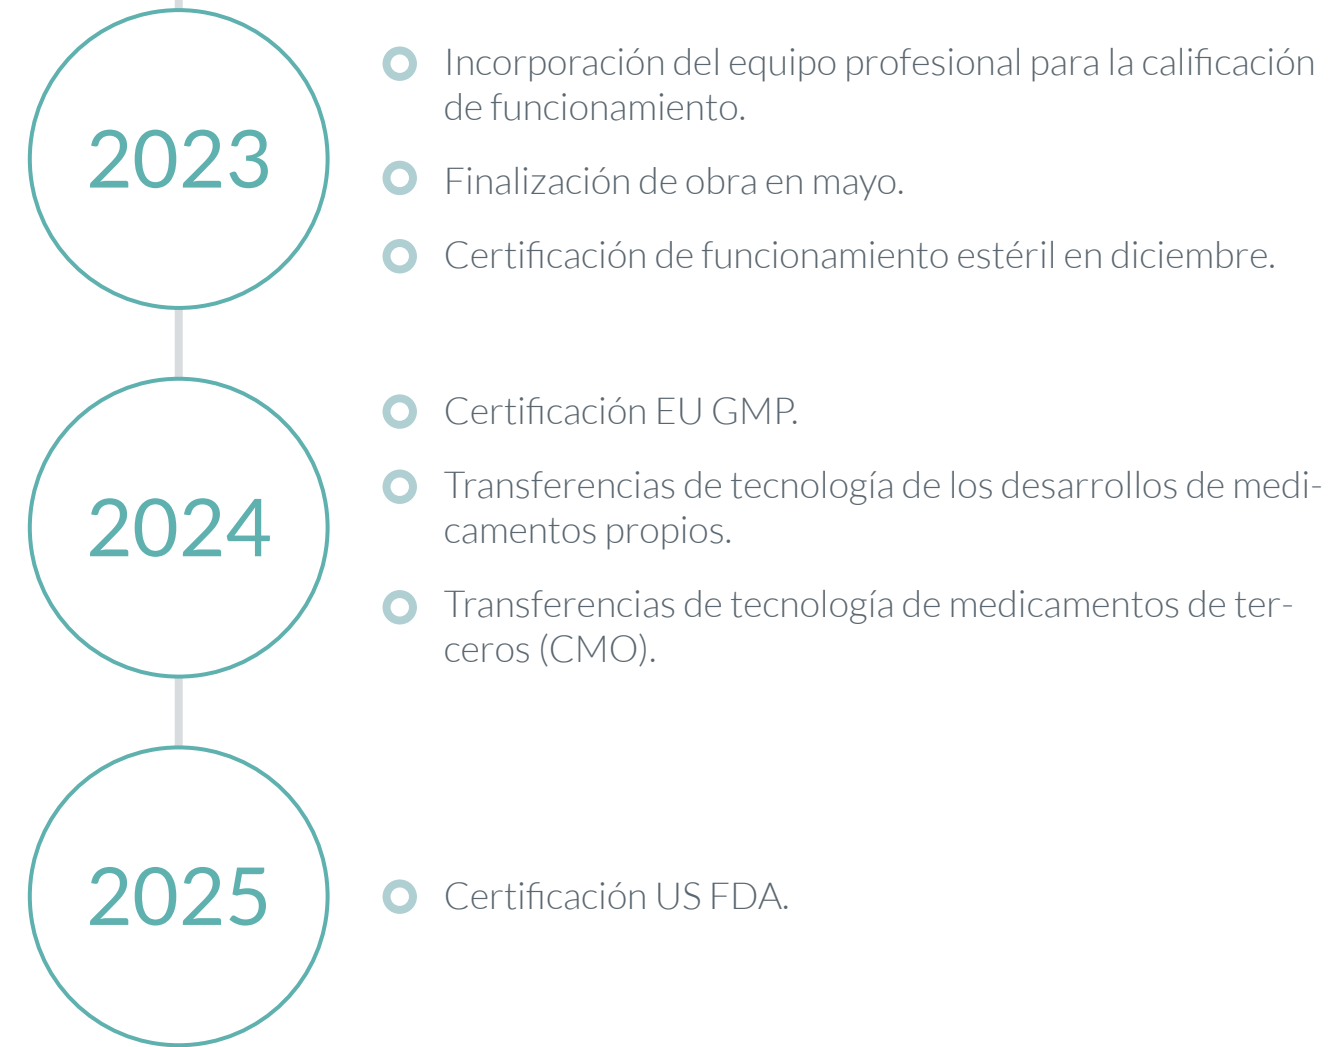 2023
Incorporación del equipo profesional para la calificación
de funcionamiento.
Finalización de obra en mayo.
Certificación de funcionamiento estéril en diciembre.
2024
Certificación EU GMP.
Transferencias de tecnología de los desarrollos de medi-
camentos propios.
Transferencias de tecnología de medicamentos de ter-
ceros (CMO).
2025
Certificación US FDA.